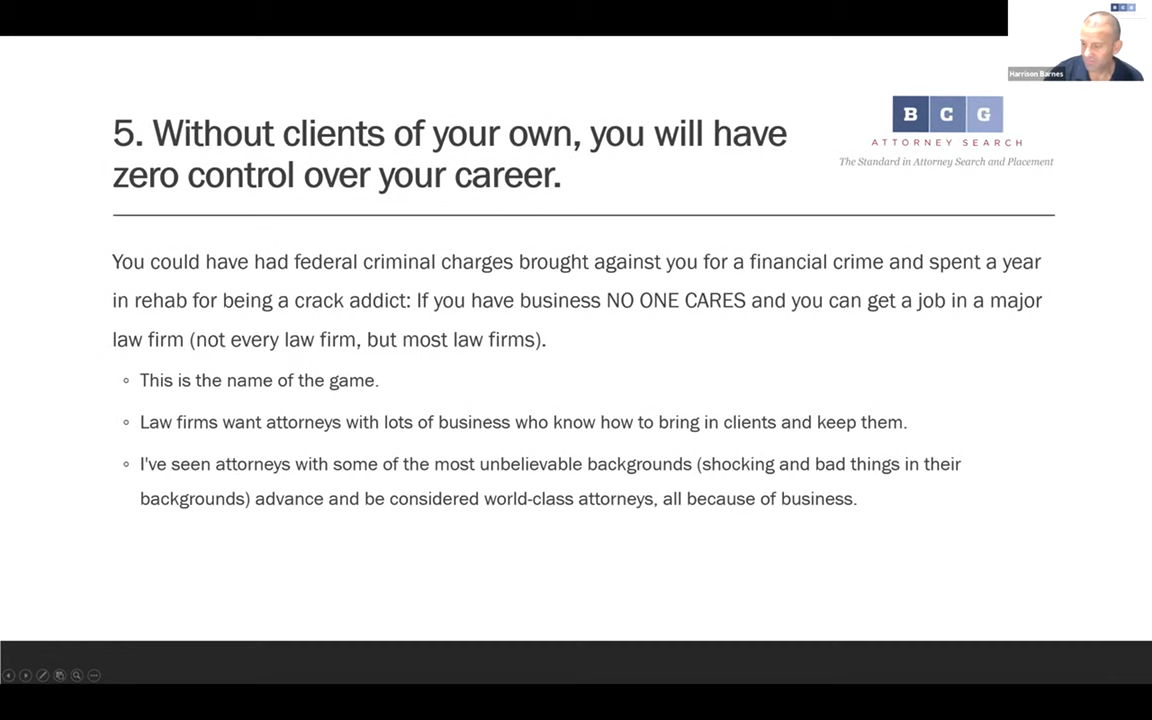 B C G
Harrison Barnes
5. Without clients of your own, you will have
zero control over your career.
B C G
ATTORNEY SEARCH
The Standard in Attorney Search and Placement
You could have had federal criminal charges brought against you for a financial crime and spent a year
in rehab for being a crack addict: If you have business NO ONE CARES and you can get a job in a major
law firm (not every law firm, but most law firms).
◦ This is the name of the game.
◦ Law firms want attorneys with lots of business who know how to bring in clients and keep them.
◦ I've seen attorneys with some of the most unbelievable backgrounds (shocking and bad things in their
backgrounds) advance and be considered world-class attorneys, all because of business.